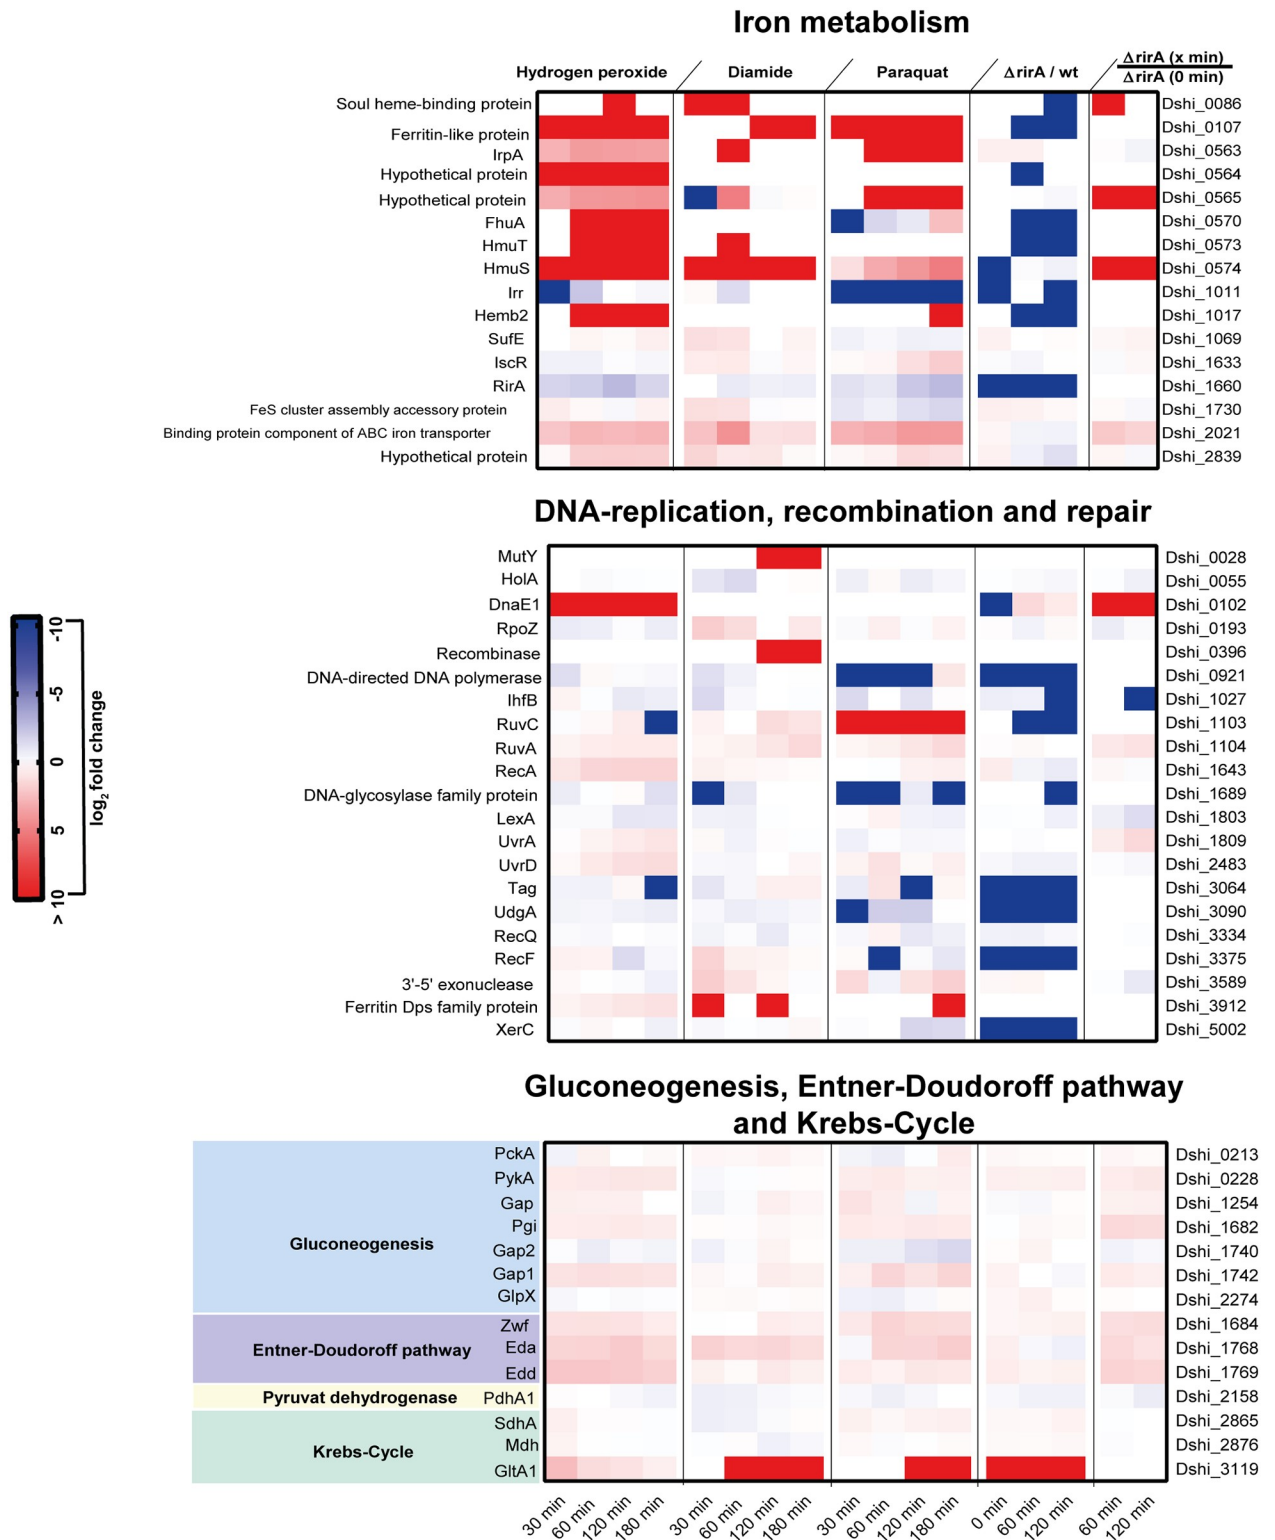 Iron metabolism
Hydrogen peroxide
Diamide
Paraquat
ΔrirA / wt
ΔrirA (x min)
ΔrirA (0 min)
Soul heme-binding protein Dshi_0086
Ferritin-like protein Dshi_0107
IrpA Dshi_0563
Hypothetical protein Dshi_0564
Hypothetical protein Dshi_0565
FhuA Dshi_0570
HmuT Dshi_0573
HmuS Dshi_0574
Irr Dshi_1011
Hemb2 Dshi_1017
SufE Dshi_1069
IscR Dshi_1633
RirA Dshi_1660
FeS cluster assembly accessory protein Dshi_1730
Binding protein component of ABC iron transporter Dshi_2021
Hypothetical protein Dshi_2839
DNA-replication, recombination and repair
MutY Dshi_0028
HolA Dshi_0055
DnaE1 Dshi_0102
RpoZ Dshi_0193
Recombinase Dshi_0396
DNA-directed DNA polymerase Dshi_0921
IhfB Dshi_1027
RuvC Dshi_1103
RuvA Dshi_1104
RecA Dshi_1643
DNA-glycosylase family protein Dshi_1689
LexA Dshi_1803
UvrA Dshi_1809
UvrD Dshi_2483
Tag Dshi_3064
UdgA Dshi_3090
RecQ Dshi_3334
RecF Dshi_3375
3'-5' exonuclease Dshi_3589
Ferritin Dps family protein Dshi_3912
XerC Dshi_5002
-10
-5
0
5
> 10
log2 fold change
Gluconeogenesis, Entner-Doudoroff pathway
and Krebs-Cycle
Gluconeogenesis
Entner-Doudoroff pathway
Pyruvat dehydrogenase
Krebs-Cycle
PckA Dshi_0213
PykA Dshi_0228
Gap Dshi_1254
Pgi Dshi_1682
Gap2 Dshi_1740
Gap1 Dshi_1742
GlpX Dshi_2274
Zwf Dshi_1684
Eda Dshi_1768
Edd Dshi_1769
PdhA1 Dshi_2158
SdhA Dshi_2865
Mdh Dshi_2876
GltA1 Dshi_3119
30 min 60 min 120 min 180 min 30 min 60 min 120 min 180 min 30 min 60 min 120 min 180 min 0 min 60 min 120 min 60 min 120 min